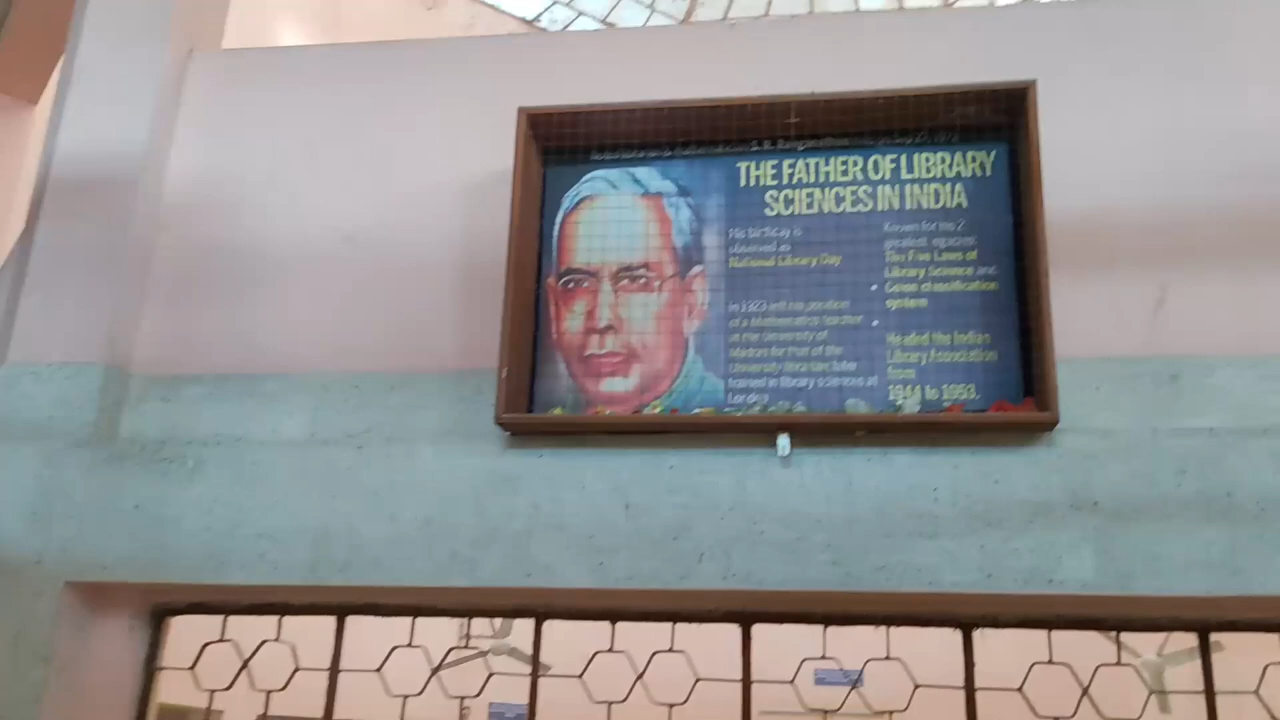 S. R. Ranganathan
THE FATHER OF LIBRARY
SCIENCES IN INDIA
His birthday is
observed as
National Library Day
In 1923 left his position
of a Mathematics teacher
at the University of
Madras for that of the
University librarian; later
trained in library sciences at
London
Known for his 2
greatest legacies:
The Five Laws of
Library Science and
Colon classification
system
Headed the Indian
Library Association
from
1944 to 1953.